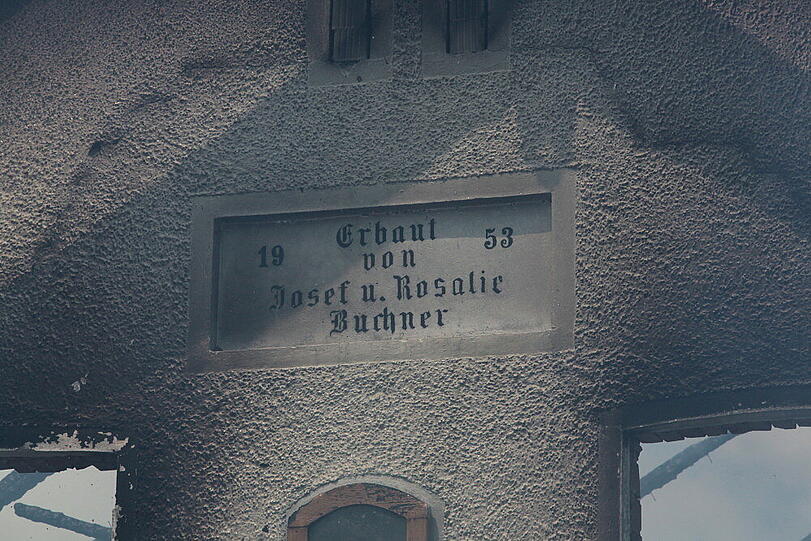 Erbaut
19 53
von
Josef u. Rosalie
Buchner